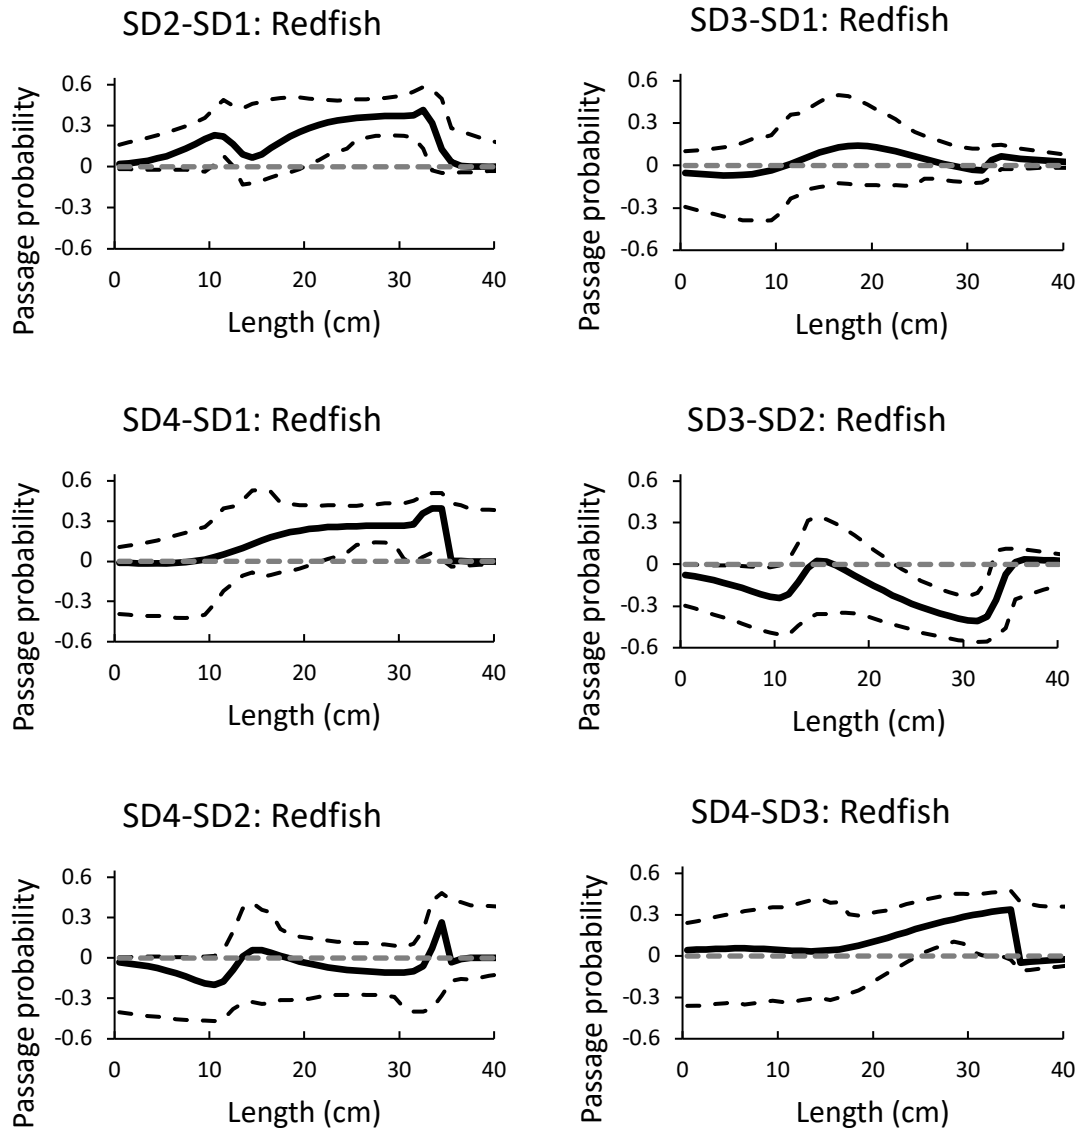 SD2-SD1: Redfish
Passage probability
0.6
0.3
0
-0.3
-0.6
0 10 20 30 40
Length (cm)
SD3-SD1: Redfish
Passage probability
0.6
0.3
0
-0.3
-0.6
0 10 20 30 40
Length (cm)
SD4-SD1: Redfish
Passage probability
0.6
0.3
0
-0.3
-0.6
0 10 20 30 40
Length (cm)
SD3-SD2: Redfish
Passage probability
0.6
0.3
0
-0.3
-0.6
0 10 20 30 40
Length (cm)
SD4-SD2: Redfish
Passage probability
0.6
0.3
0
-0.3
-0.6
0 10 20 30 40
Length (cm)
SD4-SD3: Redfish
Passage probability
0.6
0.3
0
-0.3
-0.6
0 10 20 30 40
Length (cm)